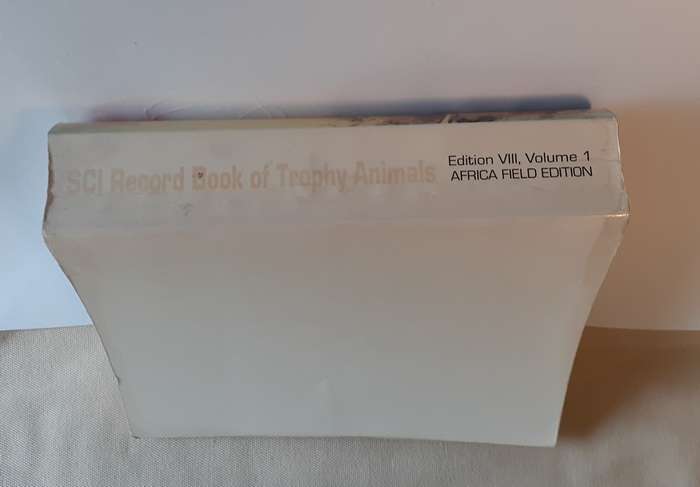 SCI Record Book of Trophy Animals
Edition VIII, Volume 1
AFRICA FIELD EDITION